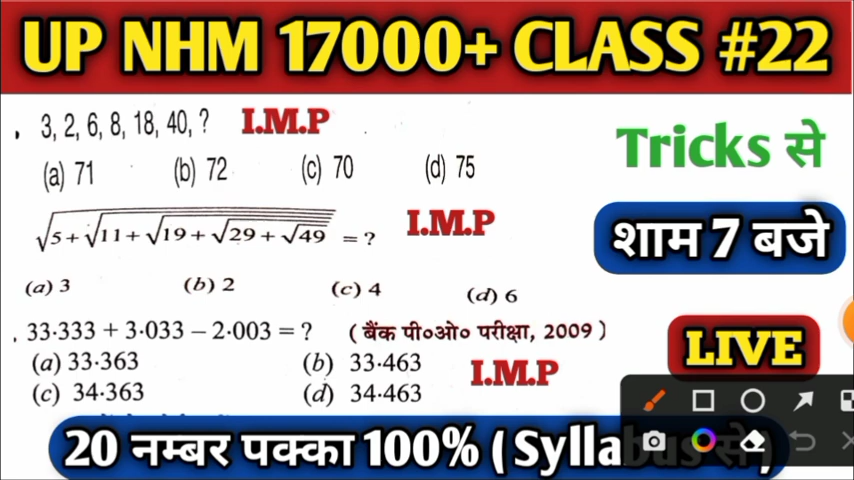 UP NHM 17000+ CLASS #22
. 3, 2, 6, 8, 18, 40, ? I.M.P
(a) 71 (b) 72 (c) 70 (d) 75
Tricks से
√5+√11+√19+√29+√49 = ? I.M.P
शाम 7 बजे
(a) 3 (b) 2 (c) 4 (d) 6
. 33·333 + 3·033 – 2·003 = ? ( बैंक पी०ओ० परीक्षा, 2009 )
(a) 33·363 (b) 33·463
(c) 34·363 (d) 34·463
I.M.P
LIVE
20 नम्बर पक्का 100% ( Syllabus से )